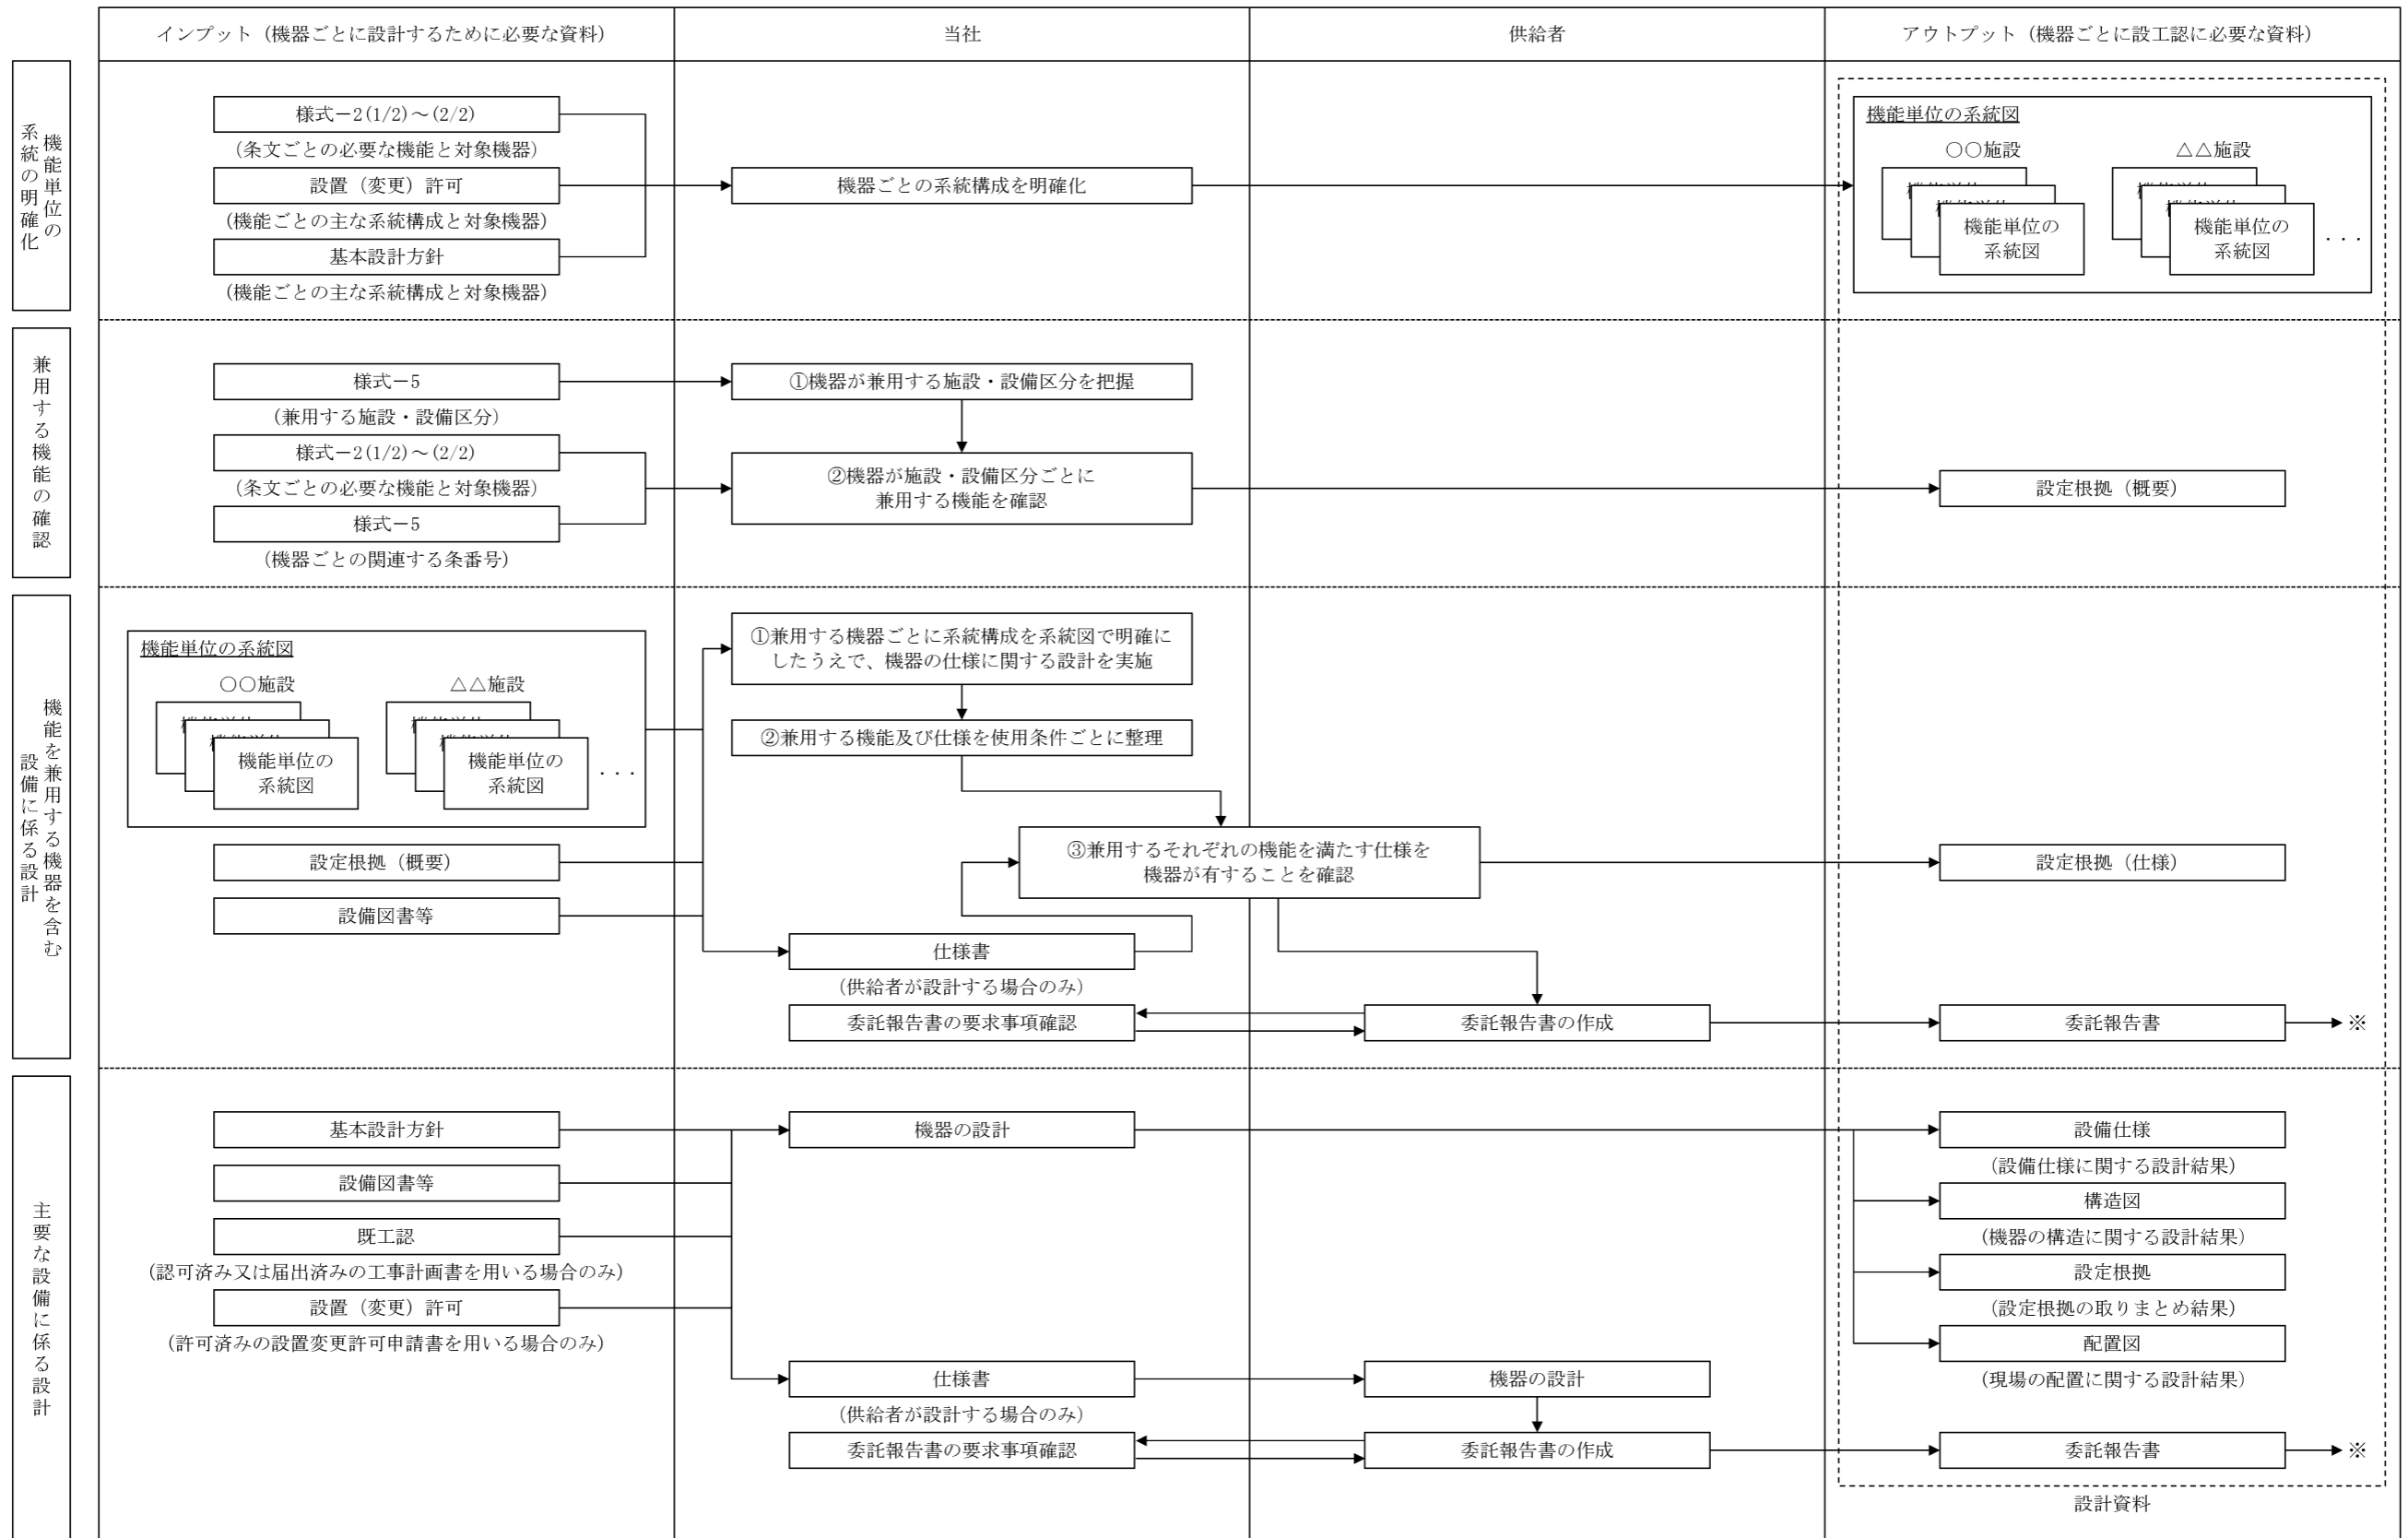 インプット（機器ごとに設計するために必要な資料）
当社
供給者
アウトプット（機器ごとに設工認に必要な資料）
機能単位の
系統の明確化
様式－2(1/2)～(2/2)
（条文ごとの必要な機能と対象機器）
設置（変更）許可
（機能ごとの主な系統構成と対象機器）
基本設計方針
（機能ごとの主な系統構成と対象機器）
機器ごとの系統構成を明確化
機能単位の系統図
○○施設
△△施設
機能単位の
系統図
機能単位の
系統図
・・・
兼用する機能の確認
様式－5
（兼用する施設・設備区分）
様式－2(1/2)～(2/2)
（条文ごとの必要な機能と対象機器）
様式－5
（機器ごとの関連する条番号）
①機器が兼用する施設・設備区分を把握
②機器が施設・設備区分ごとに
兼用する機能を確認
設定根拠（概要）
機能を兼用する機器を含む
設備に係る設計
機能単位の系統図
○○施設
△△施設
機能単位の
系統図
機能単位の
系統図
・・・
設定根拠（概要）
設備図書等
①兼用する機器ごとに系統構成を系統図で明確に
したうえで、機器の仕様に関する設計を実施
②兼用する機能及び仕様を使用条件ごとに整理
③兼用するそれぞれの機能を満たす仕様を
機器が有することを確認
設定根拠（仕様）
仕様書
（供給者が設計する場合のみ）
委託報告書の要求事項確認
委託報告書の作成
委託報告書
※
主要な設備に係る設計
基本設計方針
設備図書等
既工認
（認可済み又は届出済みの工事計画書を用いる場合のみ）
設置（変更）許可
（許可済みの設置変更許可申請書を用いる場合のみ）
機器の設計
設備仕様
（設備仕様に関する設計結果）
構造図
（機器の構造に関する設計結果）
設定根拠
（設定根拠の取りまとめ結果）
配置図
（現場の配置に関する設計結果）
仕様書
（供給者が設計する場合のみ）
機器の設計
委託報告書の要求事項確認
委託報告書の作成
委託報告書
※
設計資料